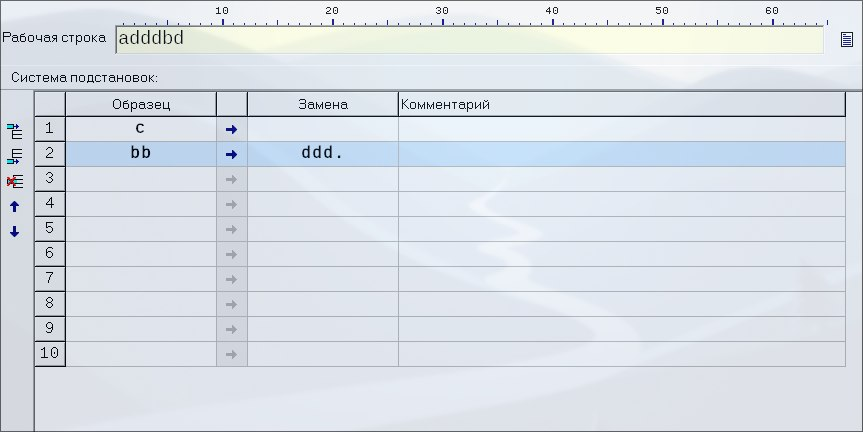 10 20 30 40 50 60
Рабочая строка adddbd
Система подстановок:
Образец Замена Комментарий
1 c →
2 bb → ddd.
3 →
4 →
5 →
6 →
7 →
8 →
9 →
10 →